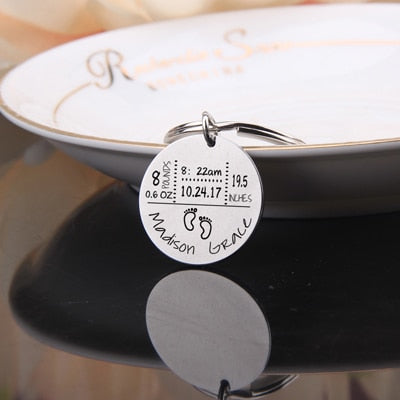 8 POUNDS
0.6 OZ
8: 22am
10.24.17
19.5
INCHES
Madison Grace